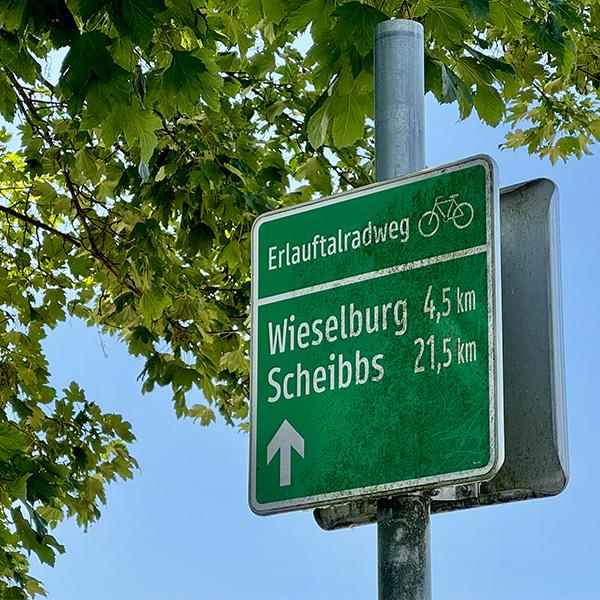 Erlauftalradweg
Wieselburg 4,5 km
Scheibbs 21,5 km